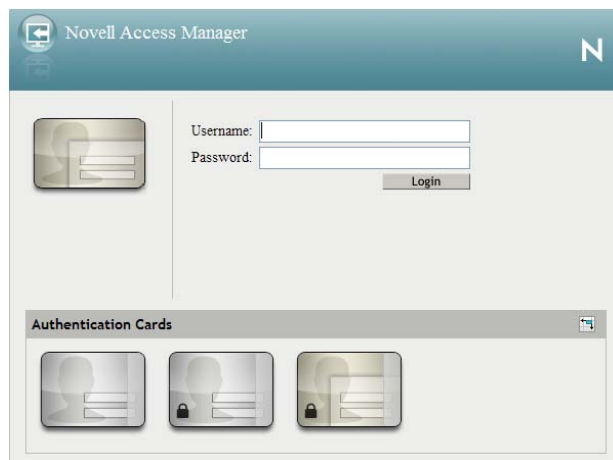 Novell Access Manager
N
Username:
Password:
Login
Authentication Cards